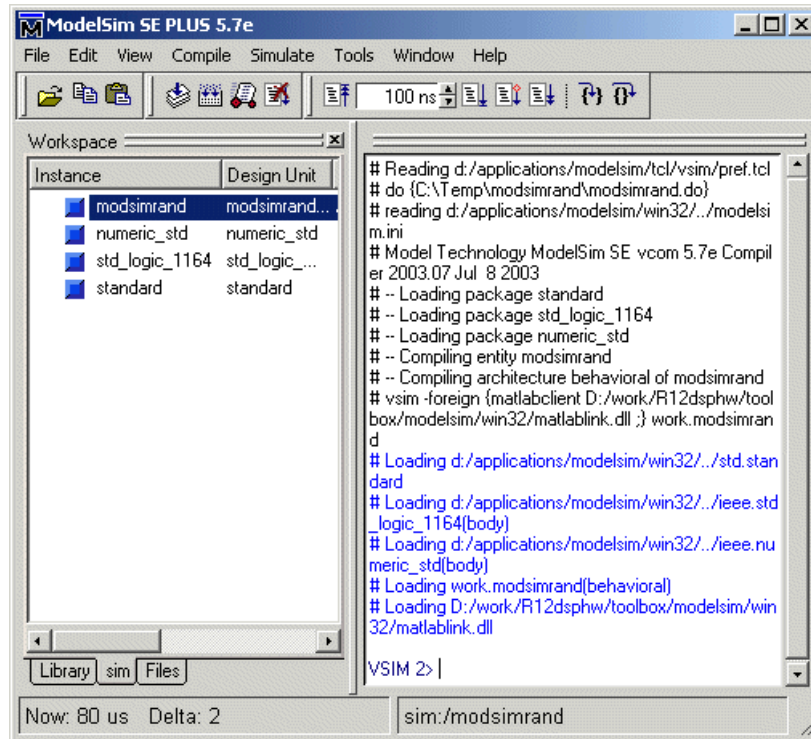 ModelSim SE PLUS 5.7e
File Edit View Compile Simulate Tools Window Help
100 ns
Workspace
Instance Design Unit
modsimrand modsimrand...
numeric_std numeric_std
std_logic_1164 std_logic_...
standard standard
Library sim Files
# Reading d:/applications/modelsim/tcl/vsim/pref.tcl
# do {C:\Temp\modsimrand\modsimrand.do}
# reading d:/applications/modelsim/win32/../modelsi
m.ini
# Model Technology ModelSim SE vcom 5.7e Compil
er 2003.07 Jul 8 2003
# -- Loading package standard
# -- Loading package std_logic_1164
# -- Loading package numeric_std
# -- Compiling entity modsimrand
# -- Compiling architecture behavioral of modsimrand
# vsim -foreign {matlabclient D:/work/R12dsphw/tool
box/modelsim/win32/matlablink.dll ;} work.modsimran
d
# Loading d:/applications/modelsim/win32/../std.stan
dard
# Loading d:/applications/modelsim/win32/../ieee.std
_logic_1164(body)
# Loading d:/applications/modelsim/win32/../ieee.nu
meric_std(body)
# Loading work.modsimrand(behavioral)
# Loading D:/work/R12dsphw/toolbox/modelsim/win
32/matlablink.dll
VSIM 2>
Now: 80 us Delta: 2
sim:/modsimrand